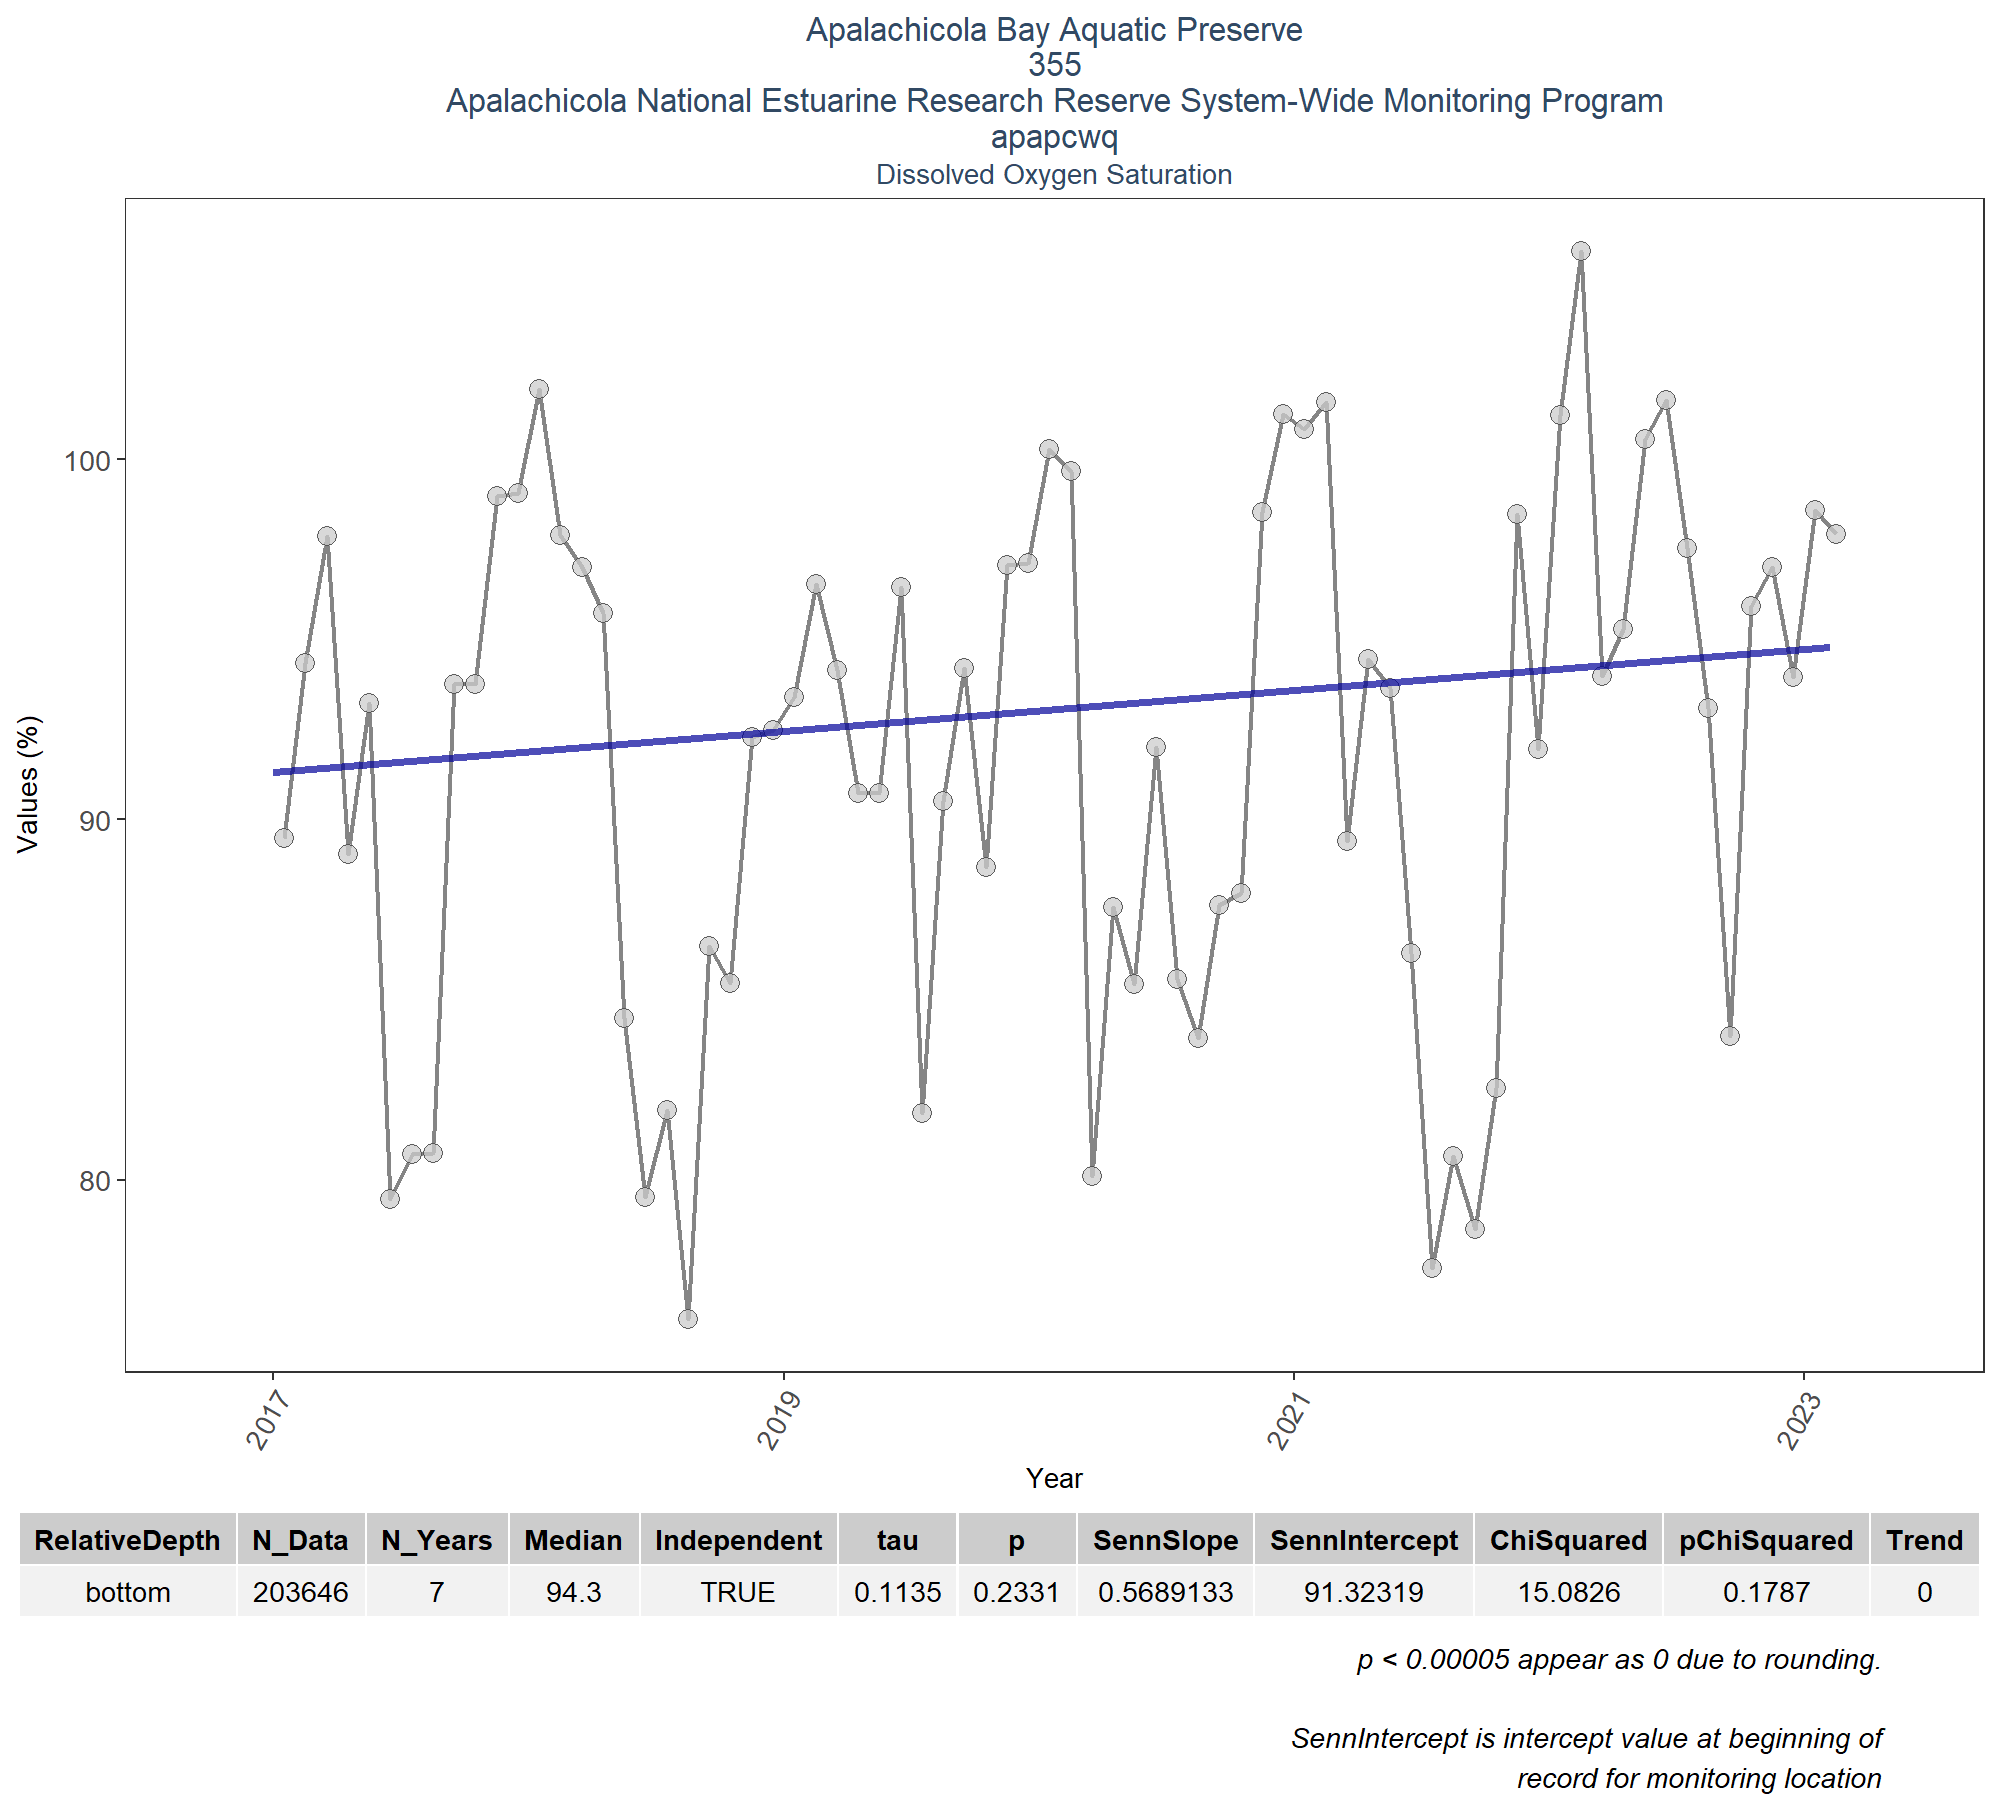 Apalachicola Bay Aquatic Preserve
355
Apalachicola National Estuarine Research Reserve System-Wide Monitoring Program
apapcwq
Dissolved Oxygen Saturation
Values (%)
100
90
80
2017 2019 2021 2023
Year
RelativeDepth N_Data N_Years Median Independent tau p SennSlope SennIntercept ChiSquared pChiSquared Trend
bottom 203646 7 94.3 TRUE 0.1135 0.2331 0.5689133 91.32319 15.0826 0.1787 0
p < 0.00005 appear as 0 due to rounding.
SennIntercept is intercept value at beginning of
record for monitoring location